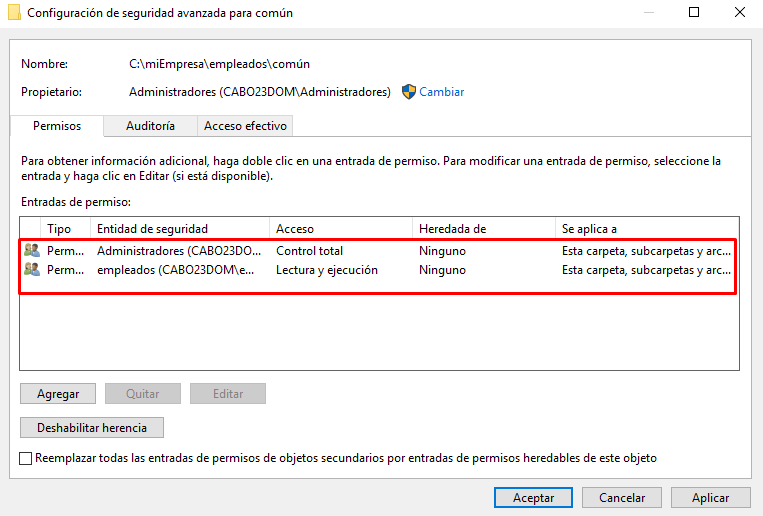 Configuración de seguridad avanzada para común
Nombre: C:\miEmpresa\empleados\común
Propietario: Administradores (CABO23DOM\Administradores) Cambiar
Permisos Auditoría Acceso efectivo
Para obtener información adicional, haga doble clic en una entrada de permiso. Para modificar una entrada de permiso, seleccione la
entrada y haga clic en Editar (si está disponible).
Entradas de permiso:
Tipo Entidad de seguridad Acceso Heredada de Se aplica a
Perm... Administradores (CABO23DO... Control total Ninguno Esta carpeta, subcarpetas y arc...
Perm... empleados (CABO23DOM\e... Lectura y ejecución Ninguno Esta carpeta, subcarpetas y arc...
Agregar Quitar Editar
Deshabilitar herencia
Reemplazar todas las entradas de permisos de objetos secundarios por entradas de permisos heredables de este objeto
Aceptar Cancelar Aplicar